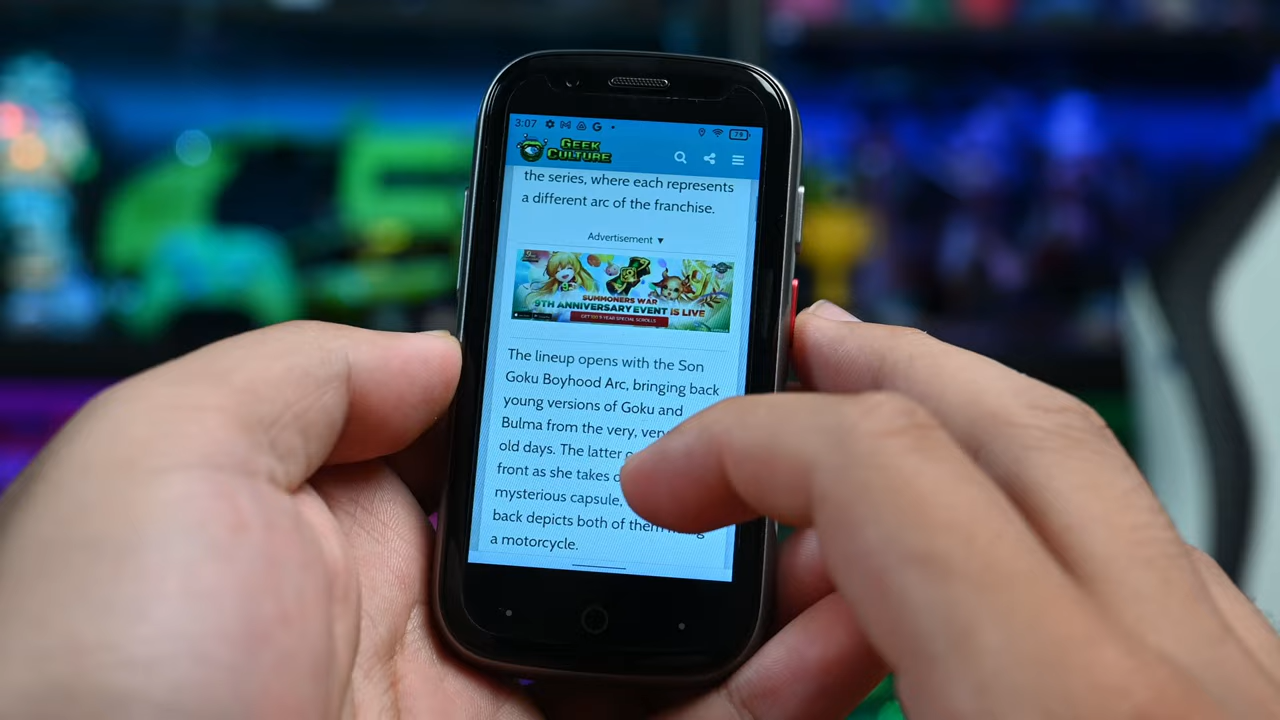 3:07
79
GEEK
CULTURE
the series, where each represents
a different arc of the franchise.
Advertisement ▼
SUMMONERS WAR
9TH ANNIVERSARY EVENT IS LIVE
The lineup opens with the Son
Goku Boyhood Arc, bringing back
young versions of Goku and
Bulma from the very, very
old days. The latter
front as she takes
mysterious capsule,
back depicts both of them
a motorcycle.